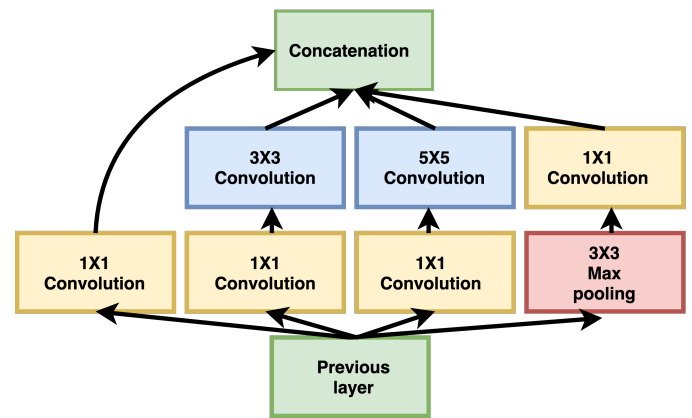 Concatenation
3X3
Convolution
5X5
Convolution
1X1
Convolution
1X1
Convolution
1X1
Convolution
1X1
Convolution
3X3
Max
pooling
Previous
layer